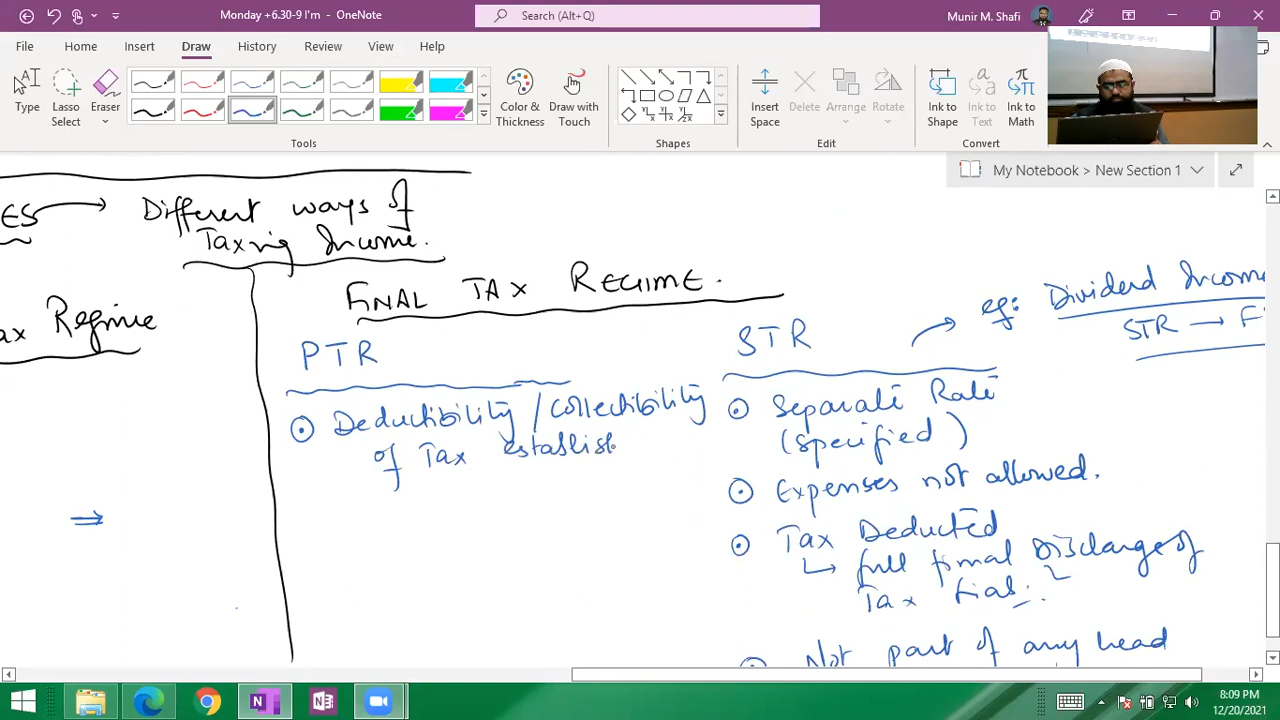 Monday +6.30-9 I'm - OneNote
Search (Alt+Q)
Munir M. Shafi
File Home Insert Draw History Review View Help
Type
Lasso Select
Eraser
Color & Thickness
Draw with Touch
Insert Space
Delete
Arrange
Rotate
Ink to Shape
Ink to Text
Ink to Math
Tools
Shapes
Edit
Convert
My Notebook > New Section 1
ES → Different ways of
Taxing Income.
FINAL TAX REGIME.
ax Regime
PTR
Deductibility / collectibility
of Tax establis
⇒
STR
eg: Dividend Income
STR → F
Separate Rate
(specified)
Expenses not allowed.
Tax Deducted
↳ full final Discharge of
Tax Liab.
Not part of any head
8:09 PM
12/20/2021